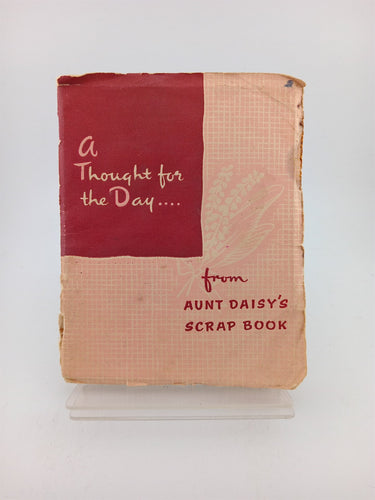 A
Thought for
the Day....
from
AUNT DAISY'S
SCRAP BOOK